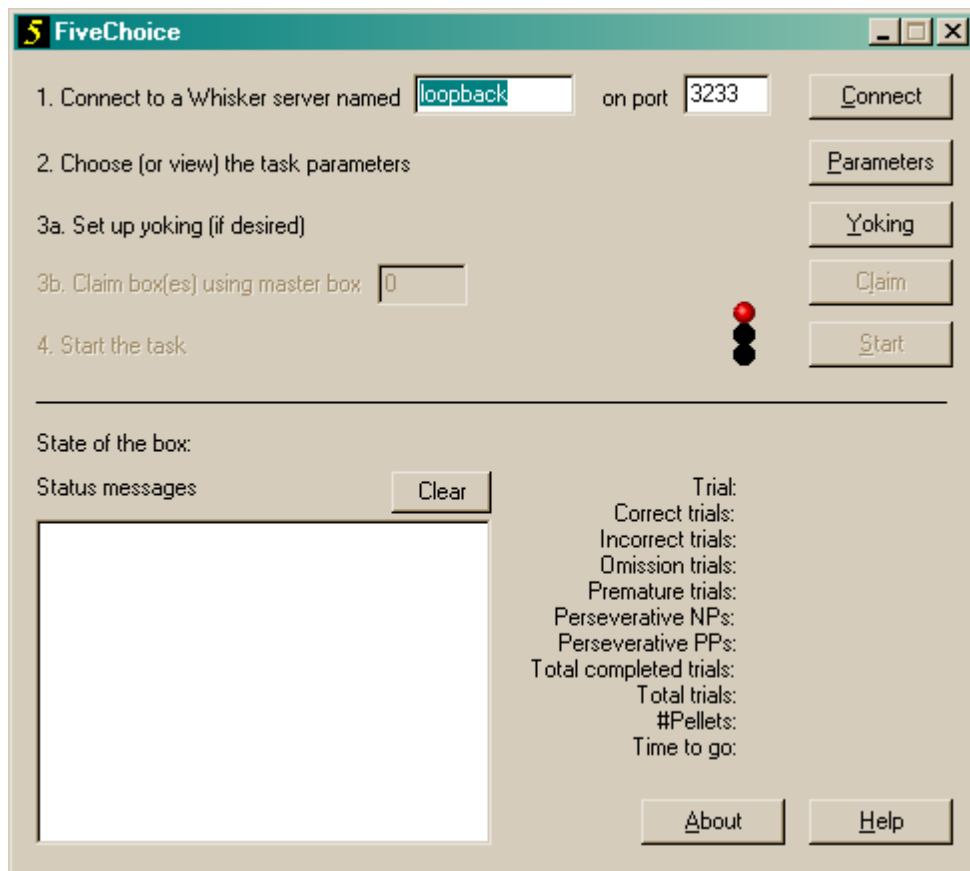 5 FiveChoice
1. Connect to a Whisker server named loopback on port 3233 Connect
2. Choose (or view) the task parameters Parameters
3a. Set up yoking (if desired) Yoking
3b. Claim box(es) using master box 0 Claim
4. Start the task Start
State of the box:
Status messages Clear
Trial:
Correct trials:
Incorrect trials:
Omission trials:
Premature trials:
Perseverative NPs:
Perseverative PPs:
Total completed trials:
Total trials:
#Pellets:
Time to go:
About Help